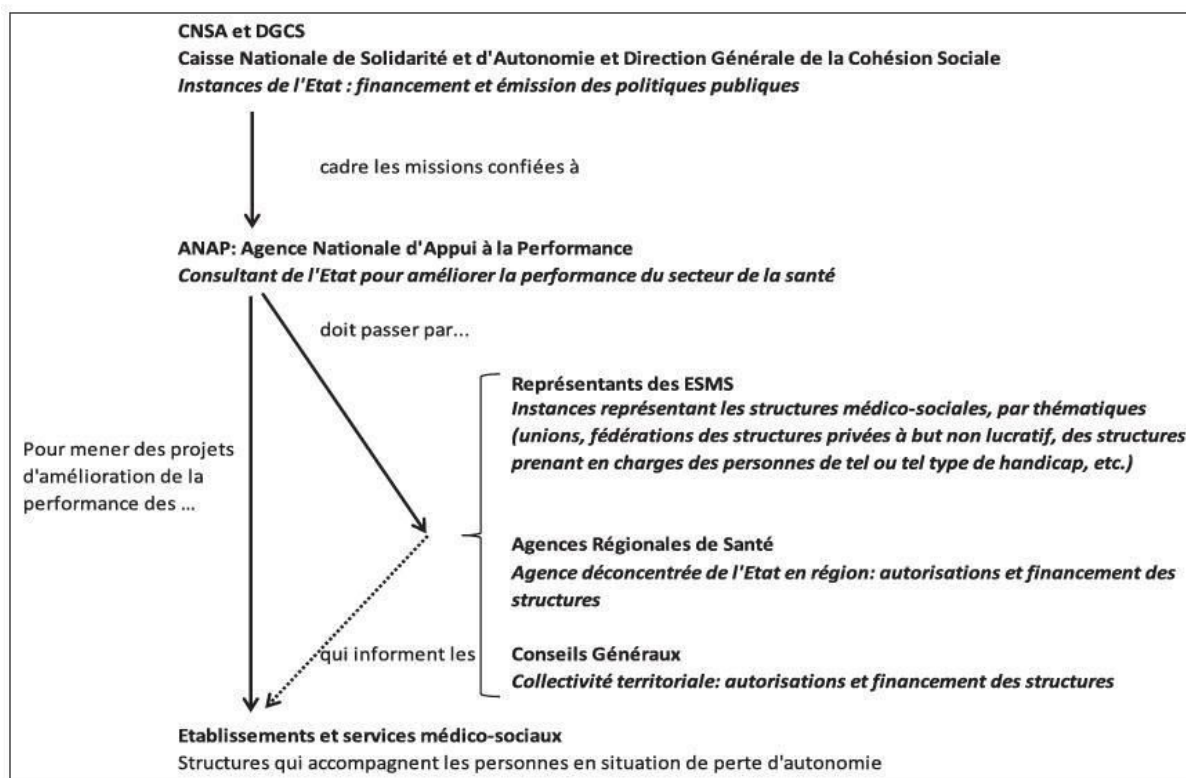 CNSA et DGCS
Caisse Nationale de Solidarité et d'Autonomie et Direction Générale de la Cohésion Sociale
Instances de l'Etat : financement et émission des politiques publiques
cadre les missions confiées à
ANAP: Agence Nationale d'Appui à la Performance
Consultant de l'Etat pour améliorer la performance du secteur de la santé
doit passer par...
Représentants des ESMS
Instances représentant les structures médico-sociales, par thématiques
(unions, fédérations des structures privées à but non lucratif, des structures
prenant en charges des personnes de tel ou tel type de handicap, etc.)
Pour mener des projets
d'amélioration de la
performance des ...
Agences Régionales de Santé
Agence déconcentrée de l'Etat en région: autorisations et financement des
structures
qui informent les
Conseils Généraux
Collectivité territoriale: autorisations et financement des structures
Etablissements et services médico-sociaux
Structures qui accompagnent les personnes en situation de perte d'autonomie